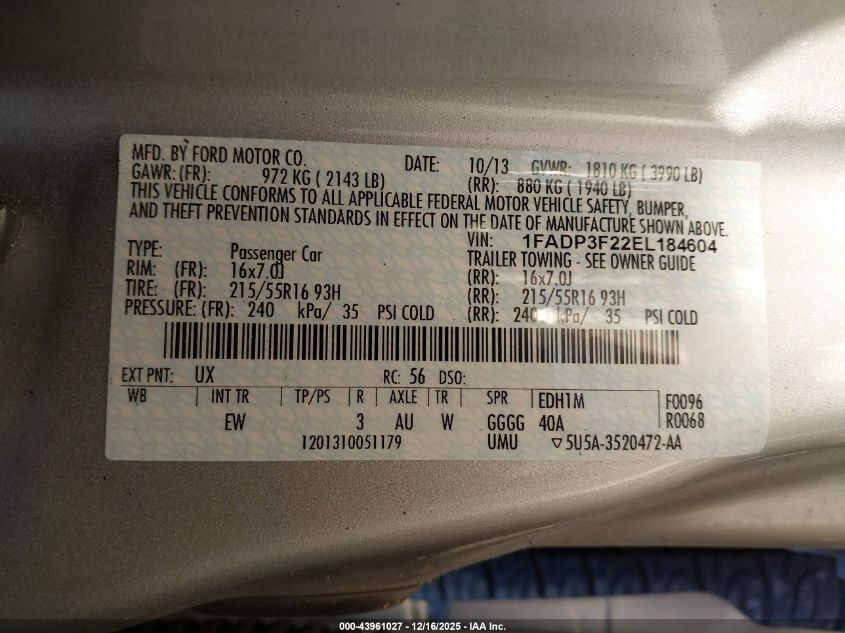 MFD. BY FORD MOTOR CO. DATE: 10/13 GVWR: 1810 KG ( 3990 LB)
GAWR: (FR): 972 KG ( 2143 LB) (RR): 880 KG ( 1940 LB)
THIS VEHICLE CONFORMS TO ALL APPLICABLE FEDERAL MOTOR VEHICLE SAFETY, BUMPER,
AND THEFT PREVENTION STANDARDS IN EFFECT ON THE DATE OF MANUFACTURE SHOWN ABOVE.
VIN: 1FADP3F22EL184604
TYPE: Passenger Car TRAILER TOWING - SEE OWNER GUIDE
RIM: (FR): 16x7.0J (RR): 16x7.0J
TIRE: (FR): 215/55R16 93H (RR): 215/55R16 93H
PRESSURE: (FR): 240 kPa/ 35 PSI COLD (RR): 240 kPa/ 35 PSI COLD
EXT PNT: UX RC: 56 DSO:
WB INT TR TP/PS R AXLE TR SPR EDH1M F0096
EW 3 AU W GGGG 40A R0068
1201310051179 UMU ▽5U5A-3520472-AA
000-43961027 - 12/16/2025 - IAA Inc.